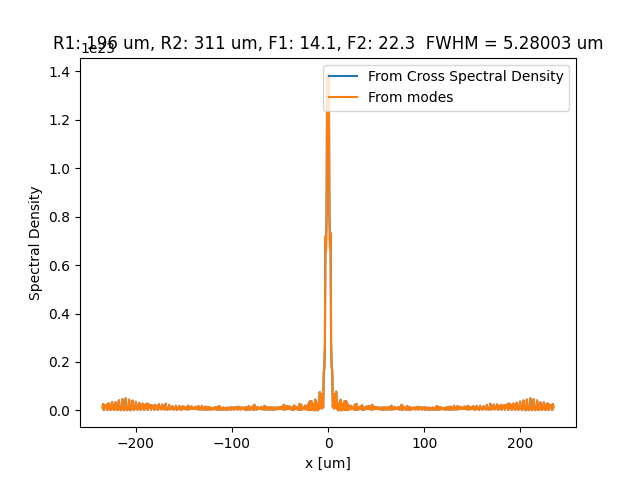 R1: 196 um, R2: 311 um, F1: 14.1, F2: 22.3  FWHM = 5.28003 um
1e23
From Cross Spectral Density
From modes
1.4
1.2
1.0
0.8
0.6
0.4
0.2
0.0
Spectral Density
−200
−100
0
100
200
x [um]